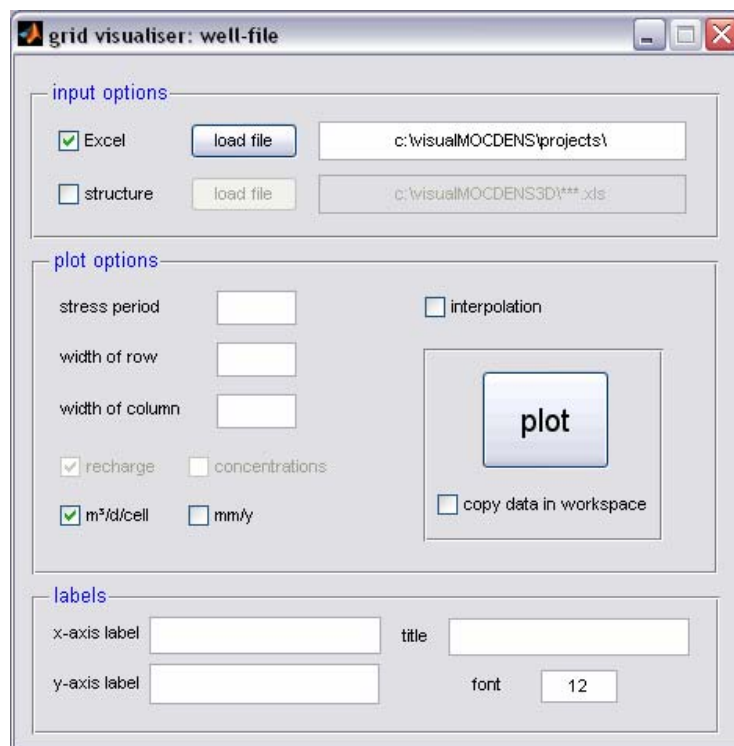 grid visualiser: well-file
input options
Excel load file c:\visualMOCDENS\projects\
structure load file c:\visualMOCDENS3D\***.xls
plot options
stress period interpolation
width of row
width of column
plot
recharge concentrations
copy data in workspace
m³/d/cell mm/y
labels
x-axis label title
y-axis label font 12